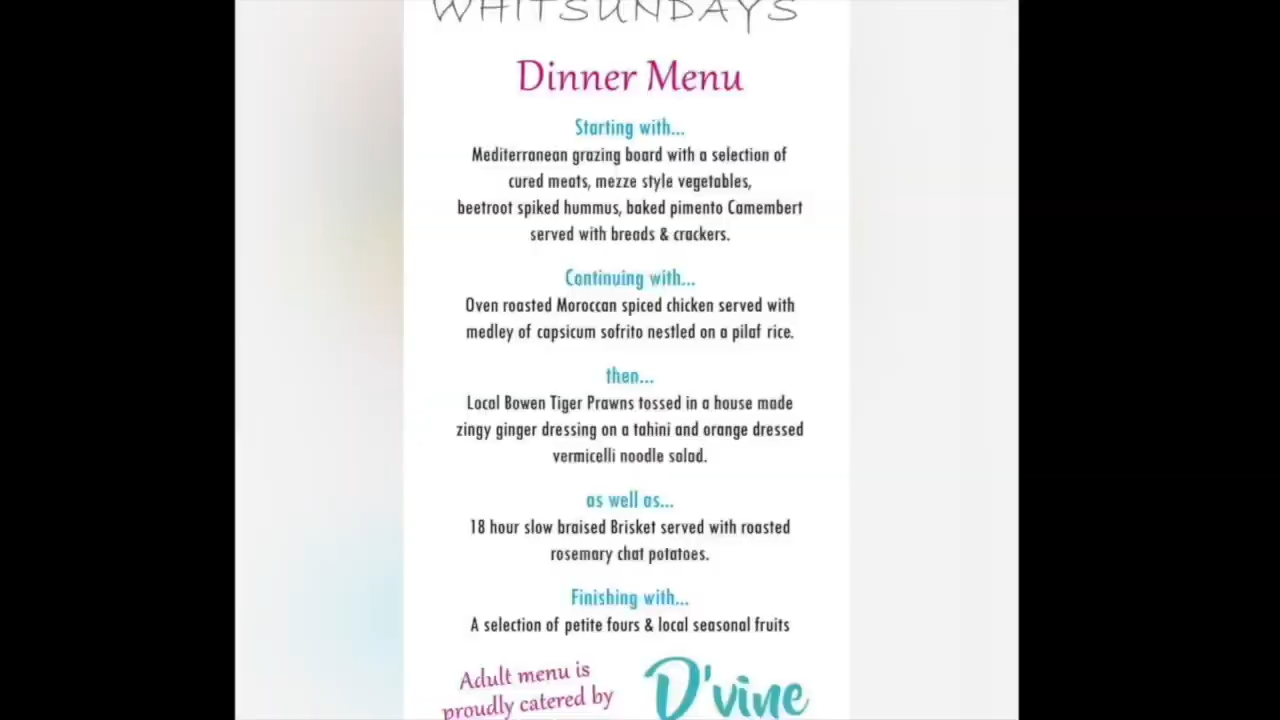 WHITSUNDAYS
Dinner Menu
Starting with...
Mediterranean grazing board with a selection of
cured meats, mezze style vegetables,
beetroot spiked hummus, baked pimento Camembert
served with breads & crackers.
Continuing with...
Oven roasted Moroccan spiced chicken served with
medley of capsicum sofrito nestled on a pilaf rice.
then...
Local Bowen Tiger Prawns tossed in a house made
zingy ginger dressing on a tahini and orange dressed
vermicelli noodle salad.
as well as...
18 hour slow braised Brisket served with roasted
rosemary chat potatoes.
Finishing with...
A selection of petite fours & local seasonal fruits
Adult menu is
proudly catered by
D'vine